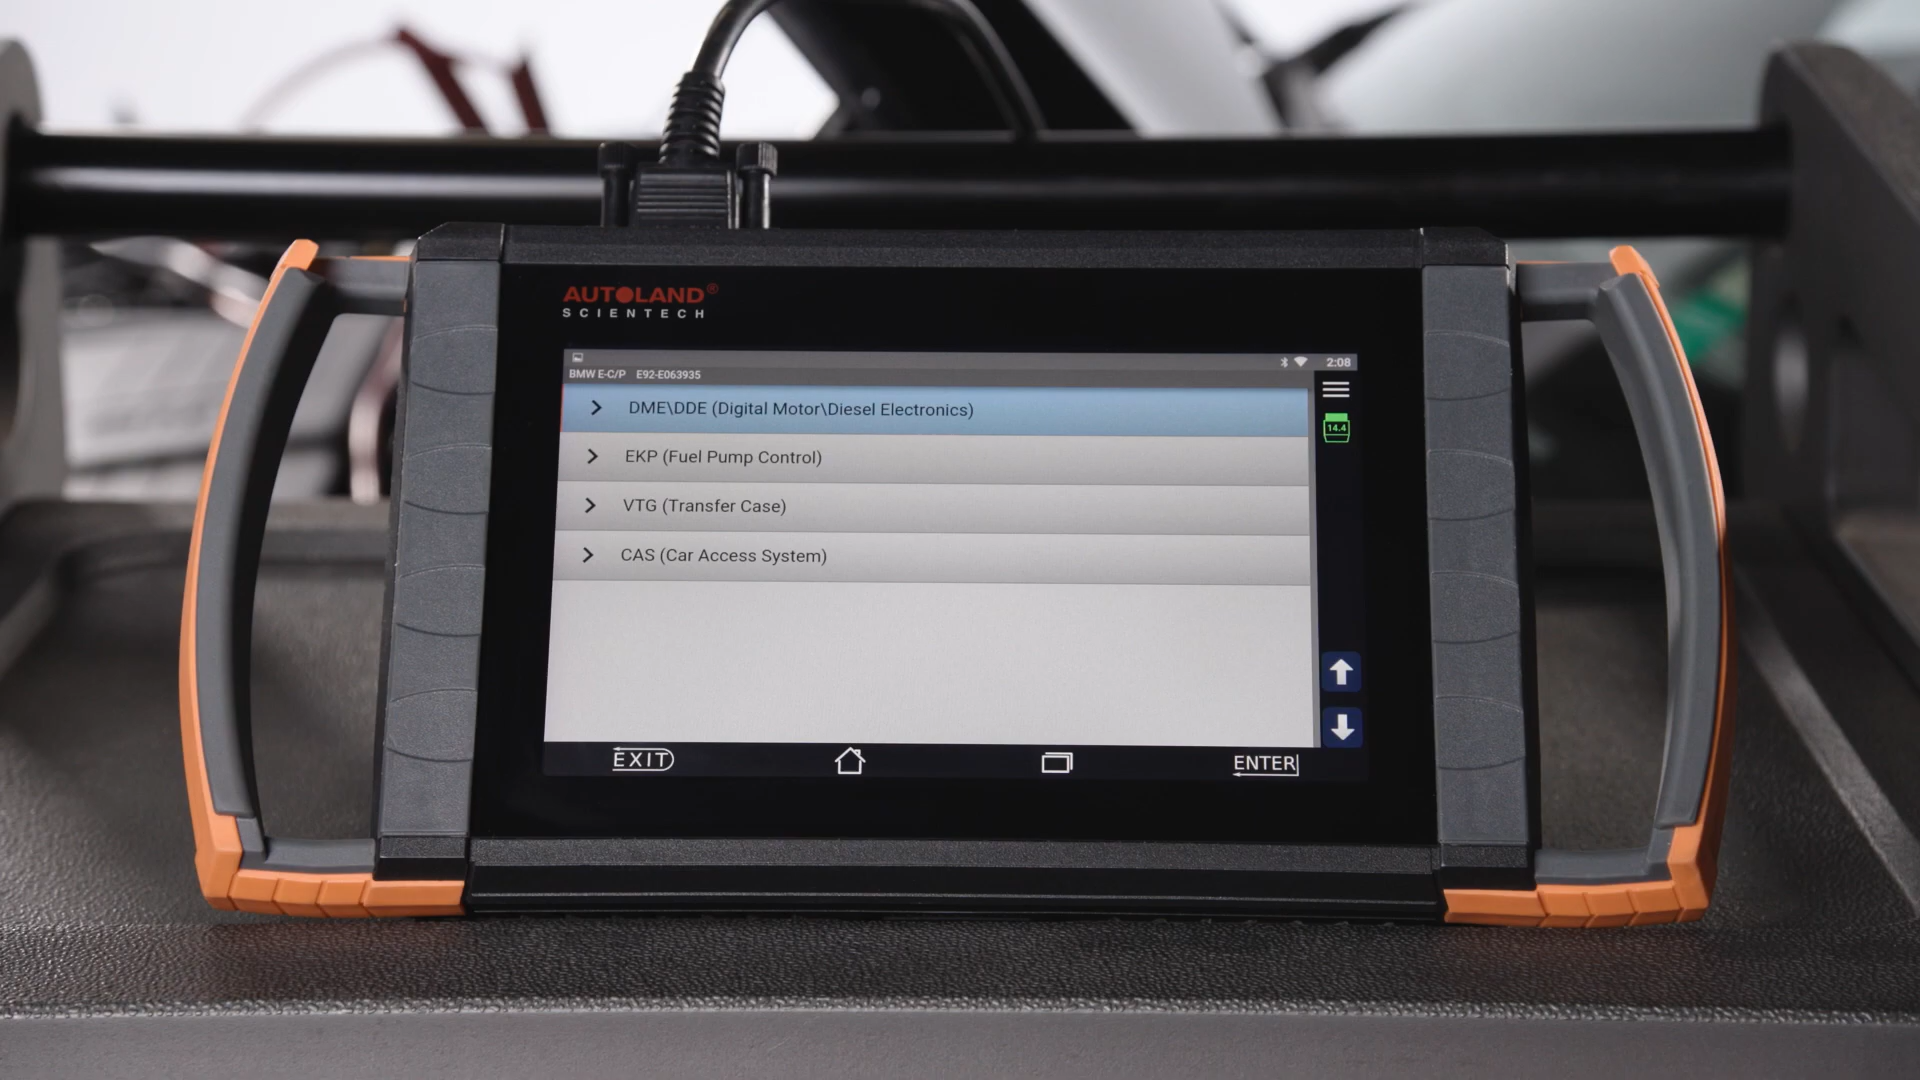 AUTOLAND®
SCIENTECH
2:08
BMW E-C/P E92-E063935
DME\DDE (Digital Motor\Diesel Electronics)
14.4
EKP (Fuel Pump Control)
VTG (Transfer Case)
CAS (Car Access System)
EXIT
ENTER